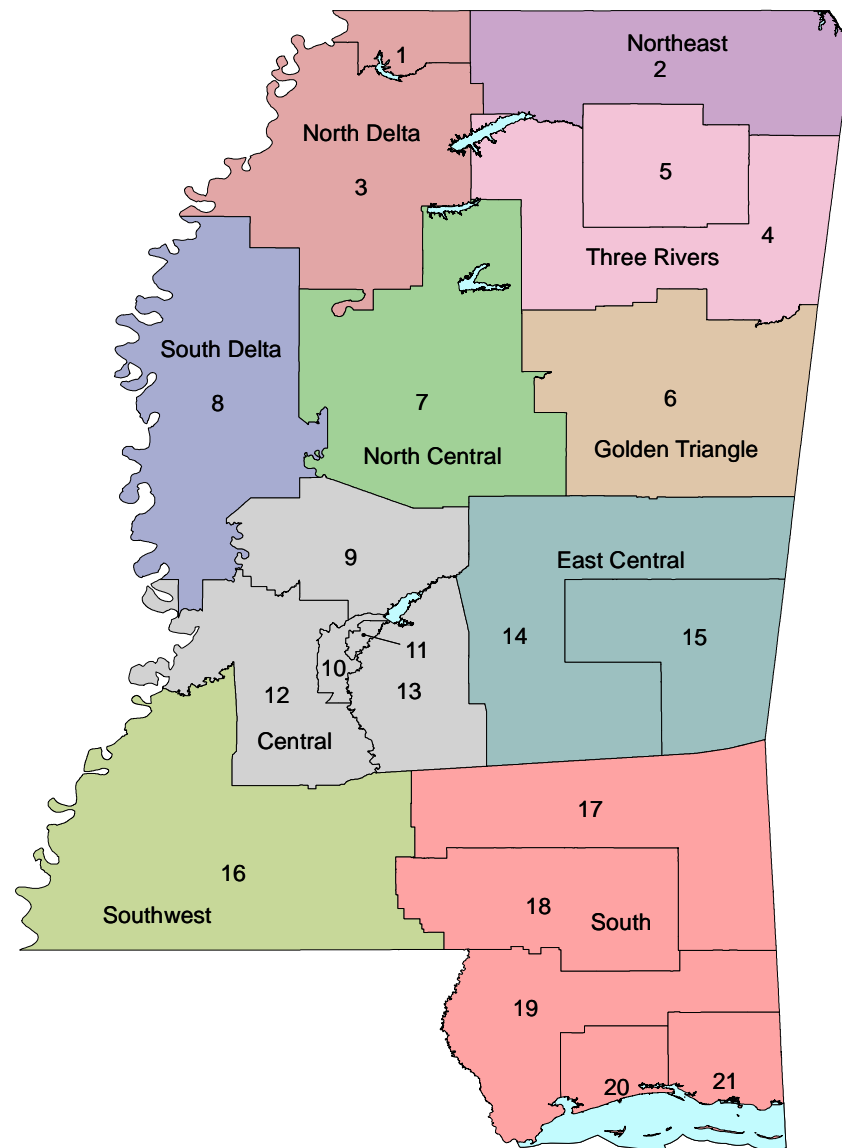 1
Northeast
2
North Delta
3
5
4
Three Rivers
South Delta
8
7
North Central
6
Golden Triangle
9
East Central
14
15
10
11
12
13
Central
17
16
Southwest
18
South
19
20
21